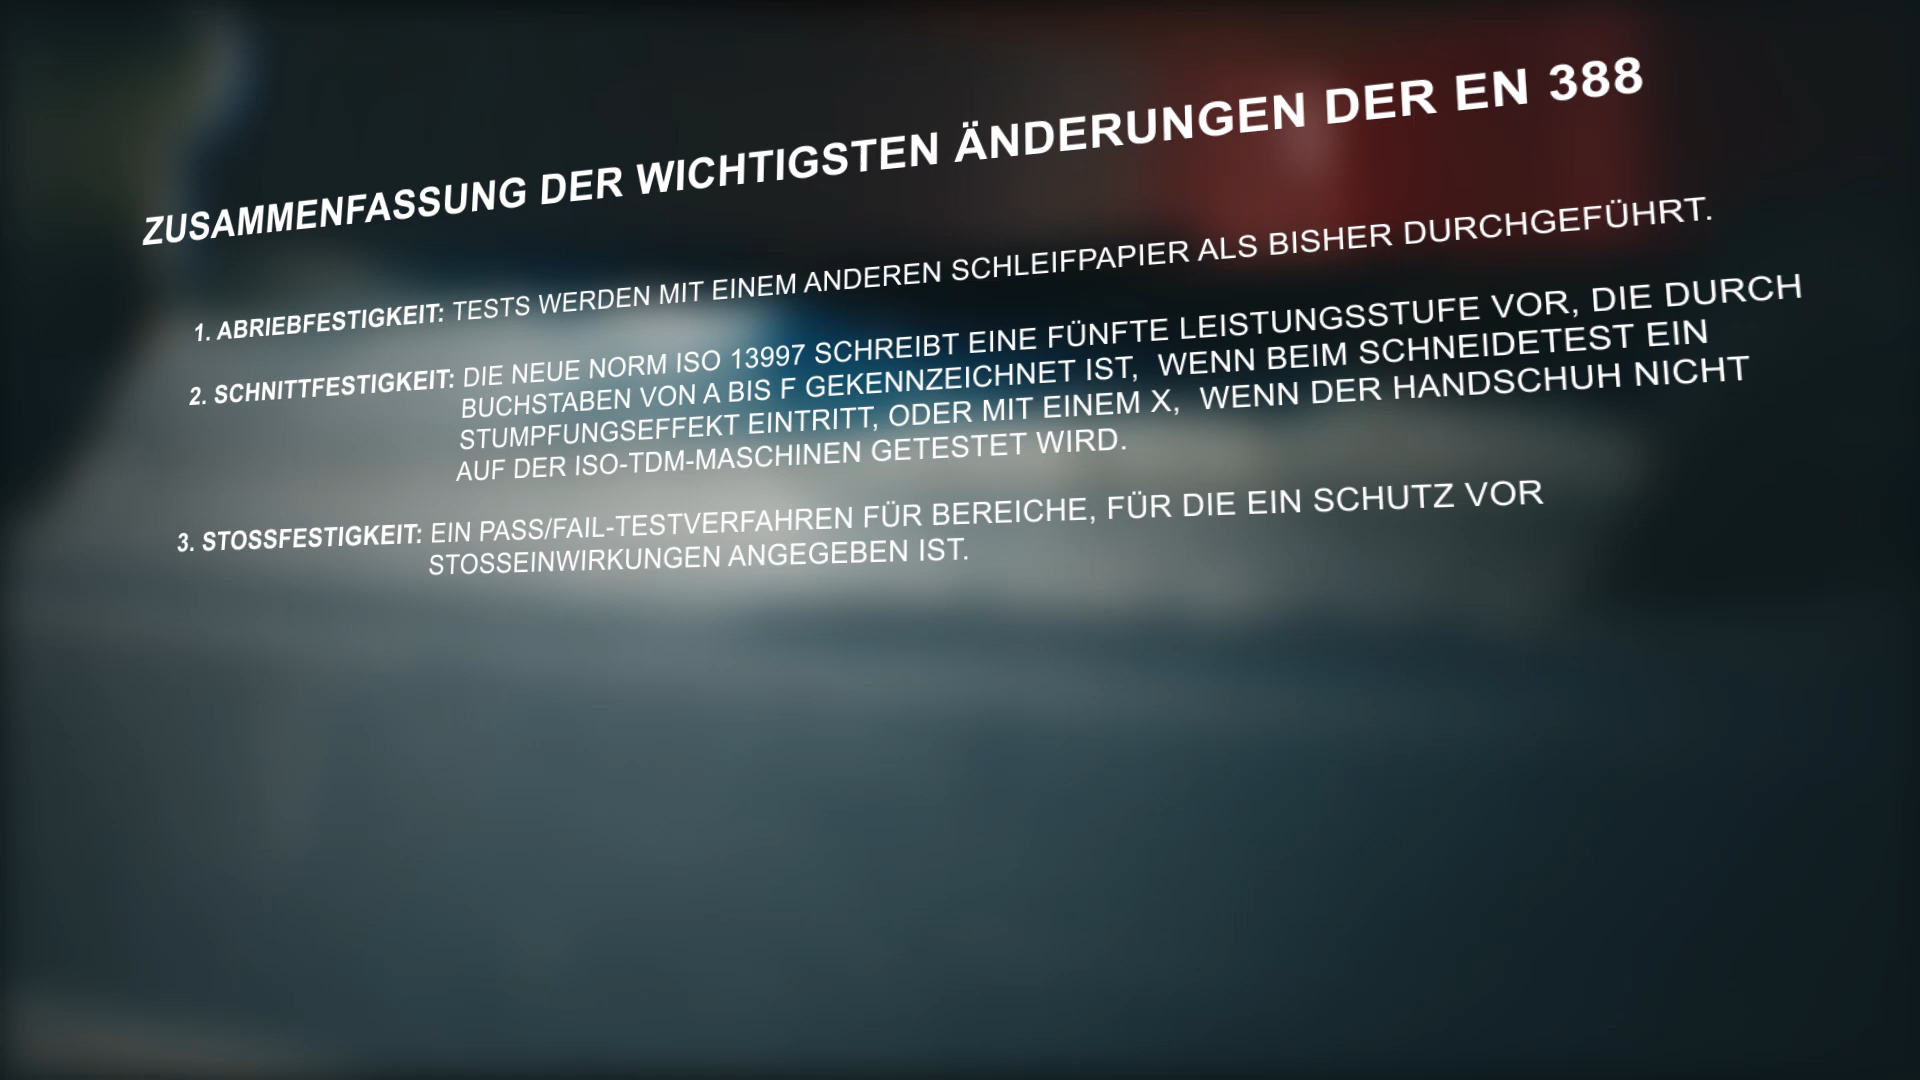 ZUSAMMENFASSUNG DER WICHTIGSTEN ÄNDERUNGEN DER EN 388
1. ABRIEBFESTIGKEIT: TESTS WERDEN MIT EINEM ANDEREN SCHLEIFPAPIER ALS BISHER DURCHGEFÜHRT.
2. SCHNITTFESTIGKEIT: DIE NEUE NORM ISO 13997 SCHREIBT EINE FÜNFTE LEISTUNGSSTUFE VOR, DIE DURCH
BUCHSTABEN VON A BIS F GEKENNZEICHNET IST, WENN BEIM SCHNEIDETEST EIN
STUMPFUNGSEFFEKT EINTRITT, ODER MIT EINEM X, WENN DER HANDSCHUH NICHT
AUF DER ISO-TDM-MASCHINEN GETESTET WIRD.
3. STOSSFESTIGKEIT: EIN PASS/FAIL-TESTVERFAHREN FÜR BEREICHE, FÜR DIE EIN SCHUTZ VOR
STOSSEINWIRKUNGEN ANGEGEBEN IST.